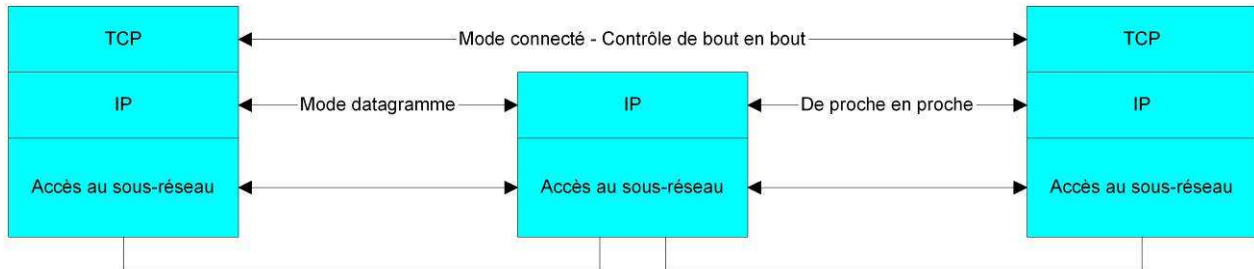 TCP
Mode connecté - Contrôle de bout en bout
TCP
IP
Mode datagramme
IP
De proche en proche
IP
Accès au sous-réseau
Accès au sous-réseau
Accès au sous-réseau